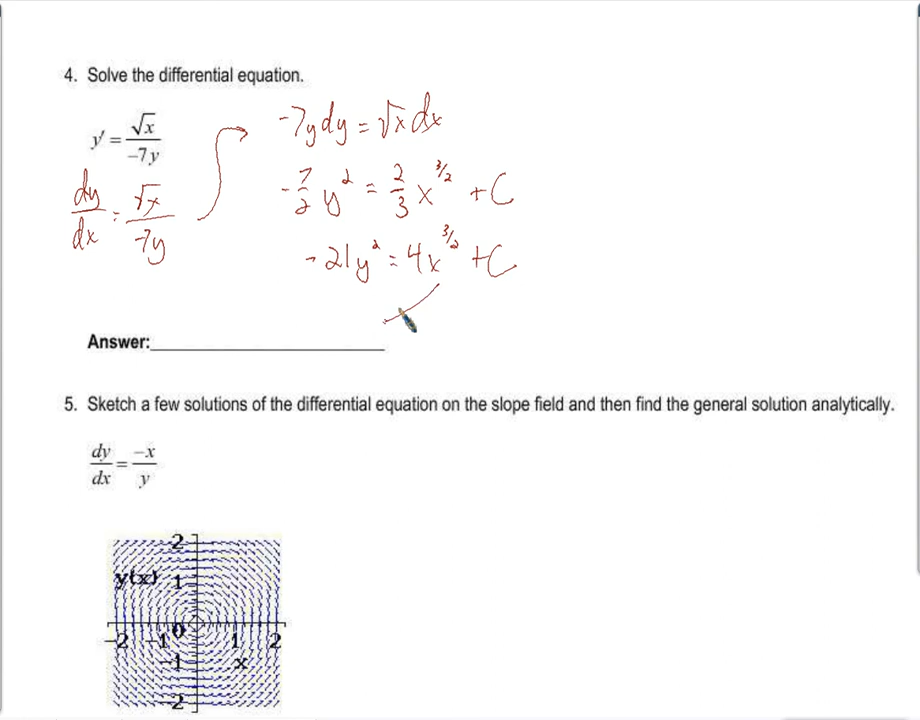 4. Solve the differential equation.
y' = √x / -7y
dy/dx = √x / -7y
-7y dy = √x dx
-7/2 y² = 2/3 x^3/2 + C
-21y² = 4x^3/2 + C
Answer:
5. Sketch a few solutions of the differential equation on the slope field and then find the general solution analytically.
dy/dx = -x/y
2
y(x) 1
-2 -1 0 1 2
-1 x
-2